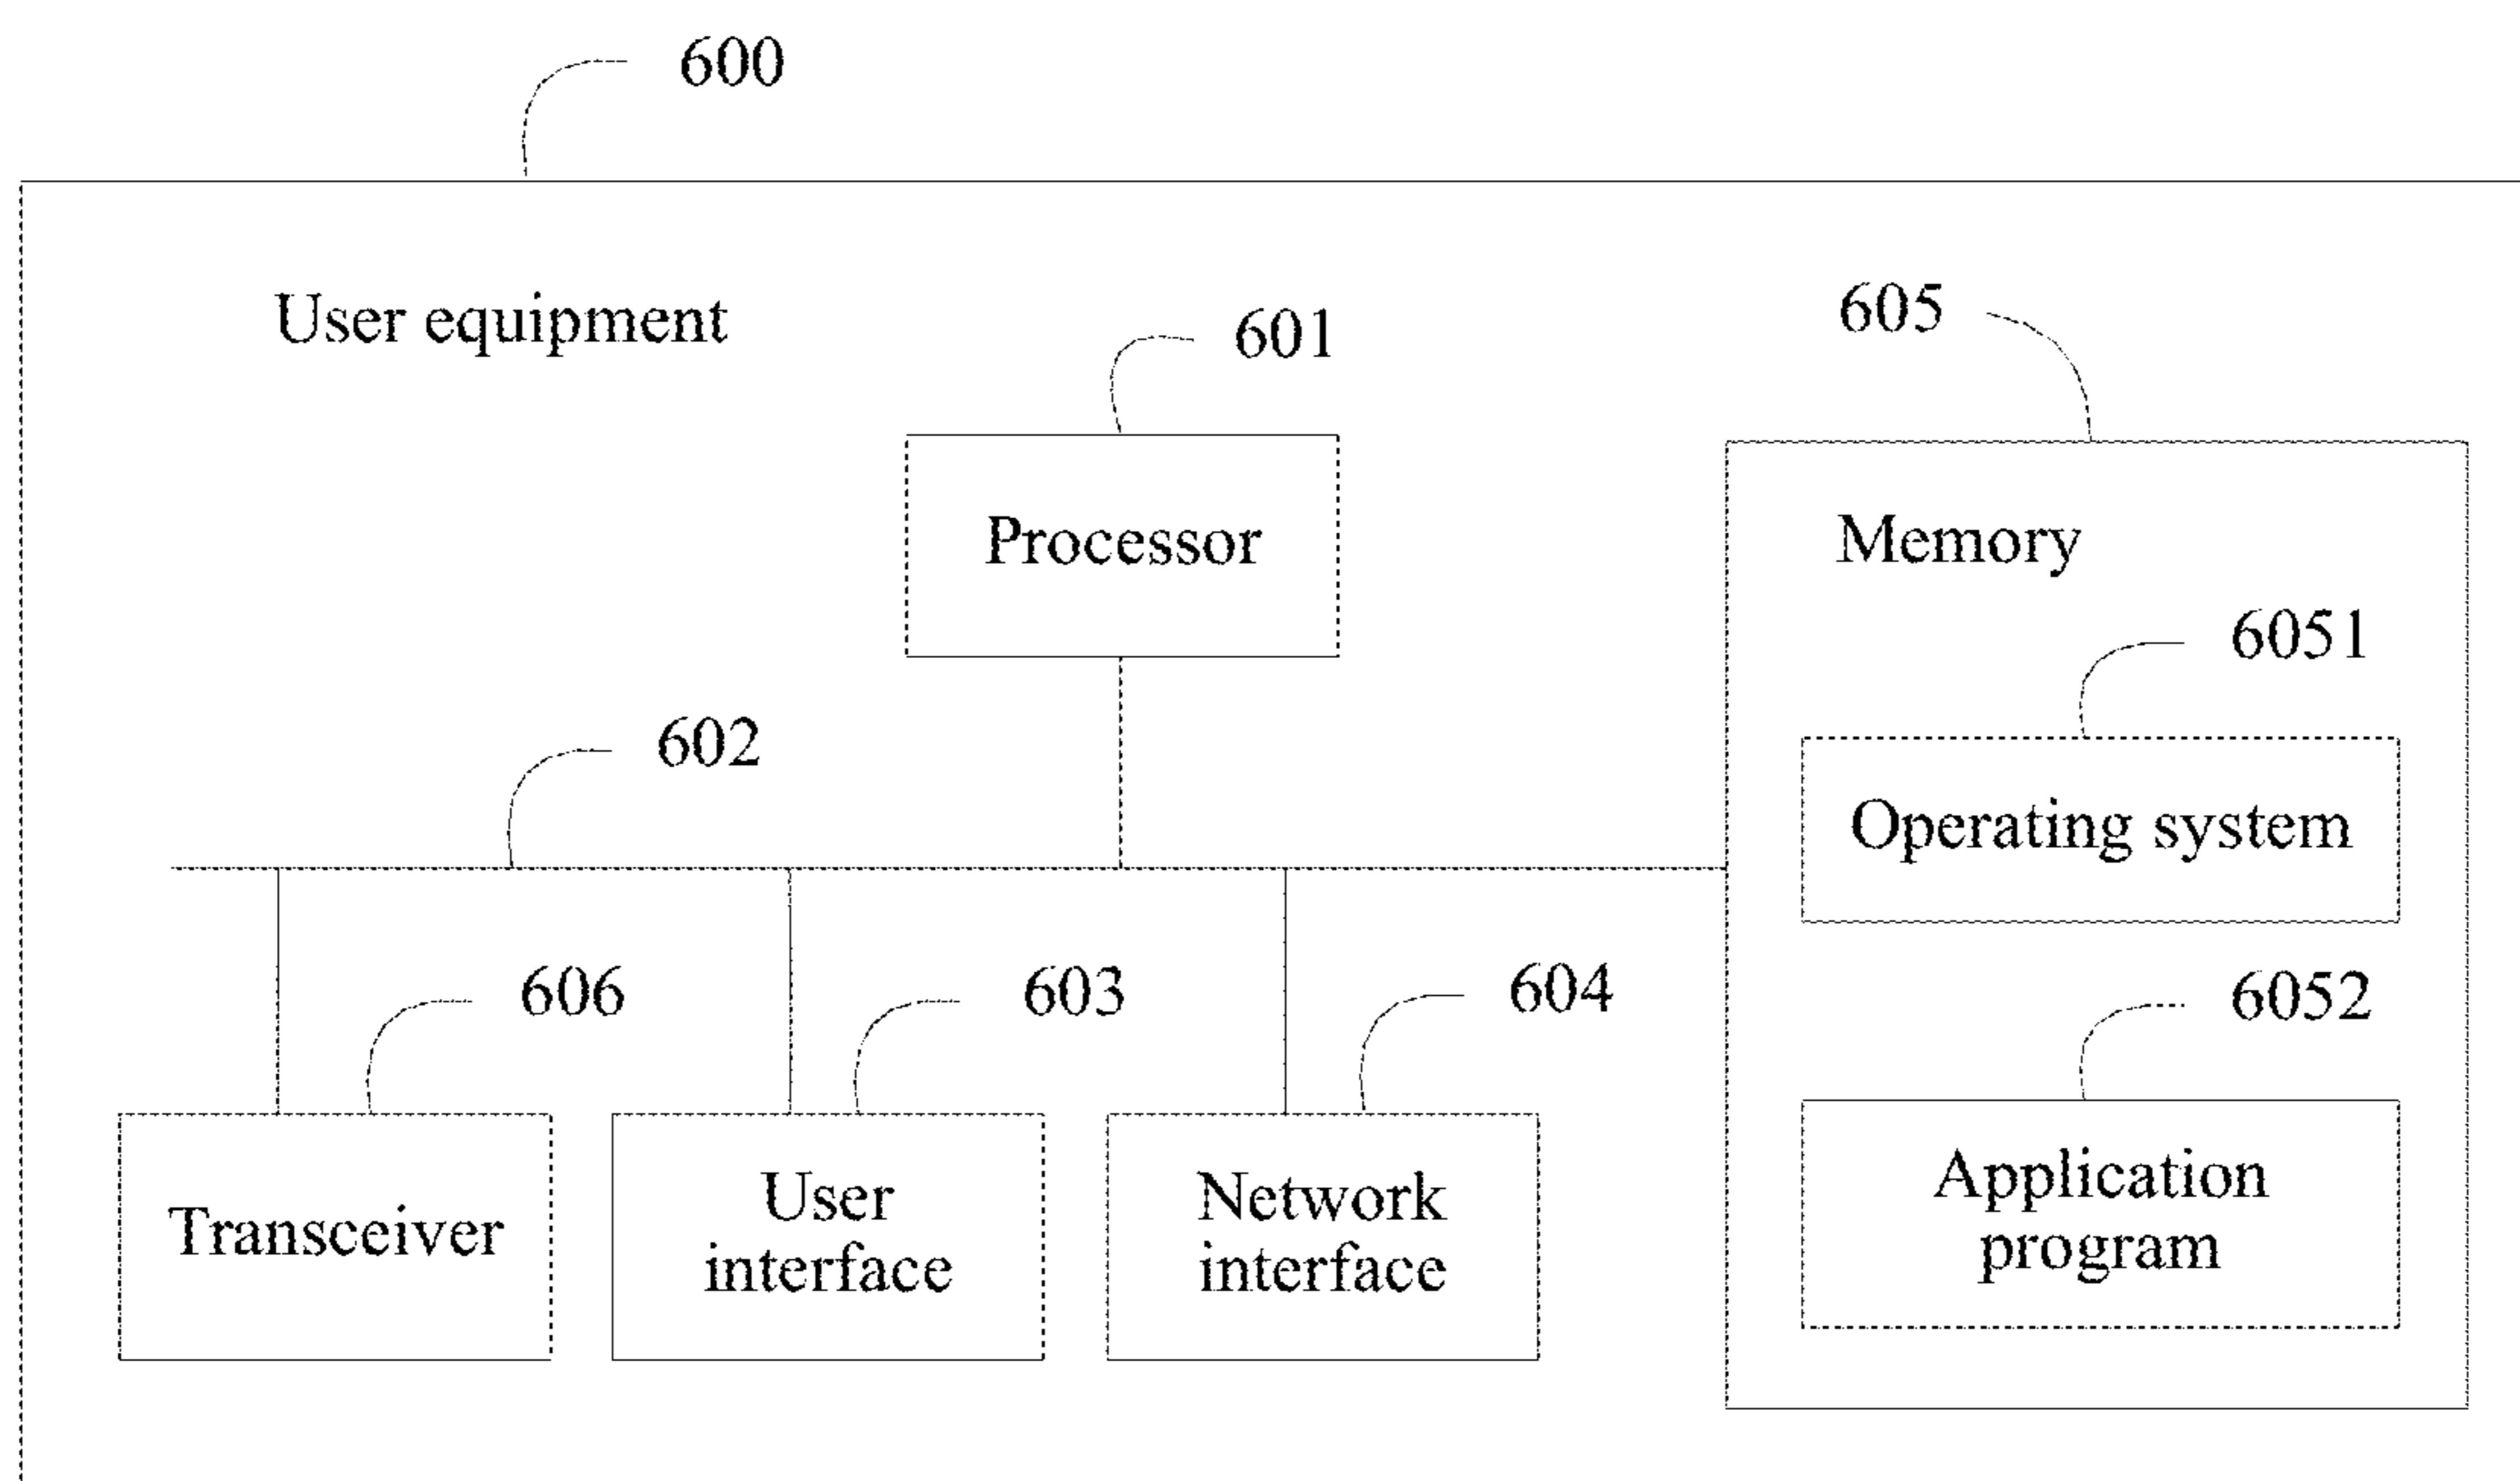 600
User equipment
601
605
Processor
Memory
6051
602
Operating system
606
603
604
6052
Transceiver
User
interface
Network
interface
Application
program